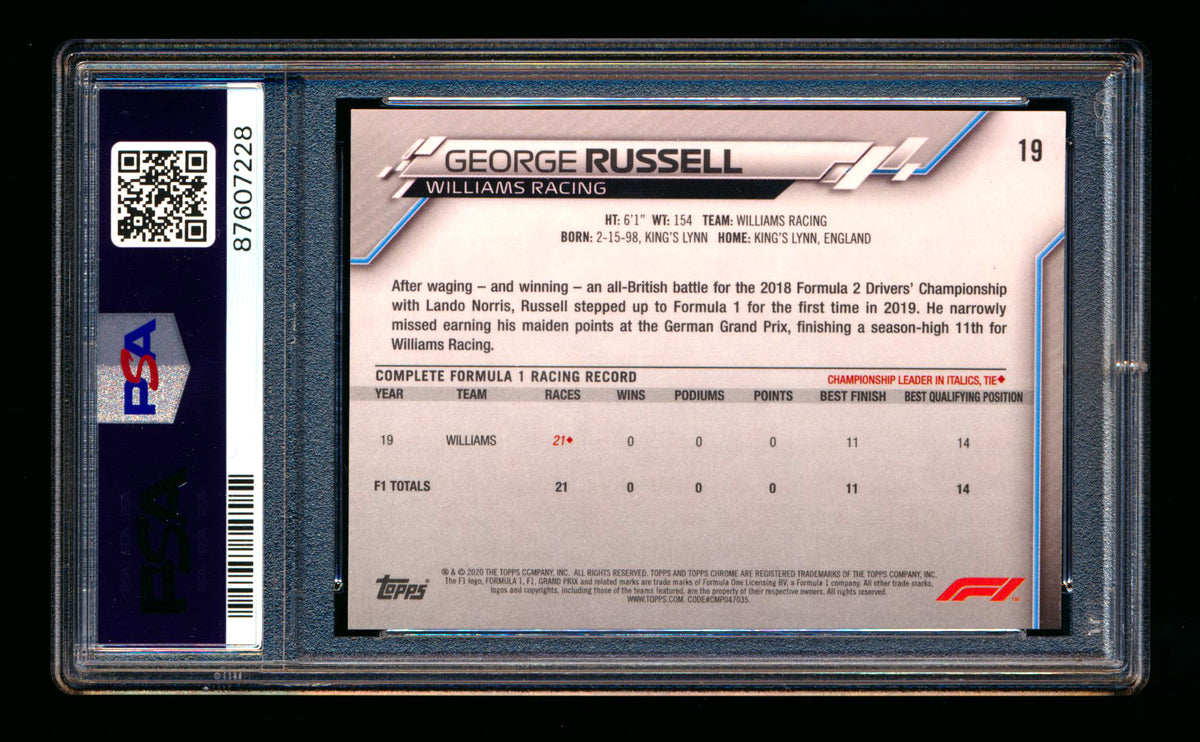 87607228
PSA
PSA
GEORGE RUSSELL
19
WILLIAMS RACING
HT: 6'1" WT: 154 TEAM: WILLIAMS RACING
BORN: 2-15-98, KING'S LYNN HOME: KING'S LYNN, ENGLAND
After waging – and winning – an all-British battle for the 2018 Formula 2 Drivers' Championship
with Lando Norris, Russell stepped up to Formula 1 for the first time in 2019. He narrowly
missed earning his maiden points at the German Grand Prix, finishing a season-high 11th for
Williams Racing.
COMPLETE FORMULA 1 RACING RECORD CHAMPIONSHIP LEADER IN ITALICS, TIE♦
YEAR TEAM RACES WINS PODIUMS POINTS BEST FINISH BEST QUALIFYING POSITION
19 WILLIAMS 21♦ 0 0 0 11 14
F1 TOTALS 21 0 0 0 11 14
Topps
® & © 2020 THE TOPPS COMPANY, INC. ALL RIGHTS RESERVED. TOPPS AND TOPPS CHROME ARE REGISTERED TRADEMARKS OF THE TOPPS COMPANY, INC.
The F1 logo, FORMULA 1, F1, GRAND PRIX and related marks are trade marks of Formula One Licensing BV, a Formula 1 company. All other trade marks,
logos and copyrights, including those of the teams featured, are the property of their respective owners. All rights reserved.
WWW.TOPPS.COM. CODE#CMP047035.
F1